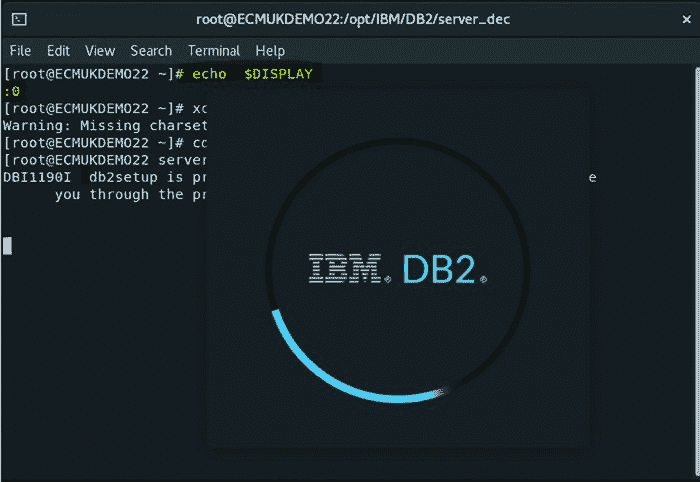 root@ECMUKDEMO22:/opt/IBM/DB2/server_dec
File Edit View Search Terminal Help
[root@ECMUKDEMO22 ~]# echo  $DISPLAY
:0
[root@ECMUKDEMO22 ~]# xc
Warning: Missing charset
[root@ECMUKDEMO22 ~]# cd
[root@ECMUKDEMO22 server
DBI1190I  db2setup is pr e
you through the pr
IBM® DB2®